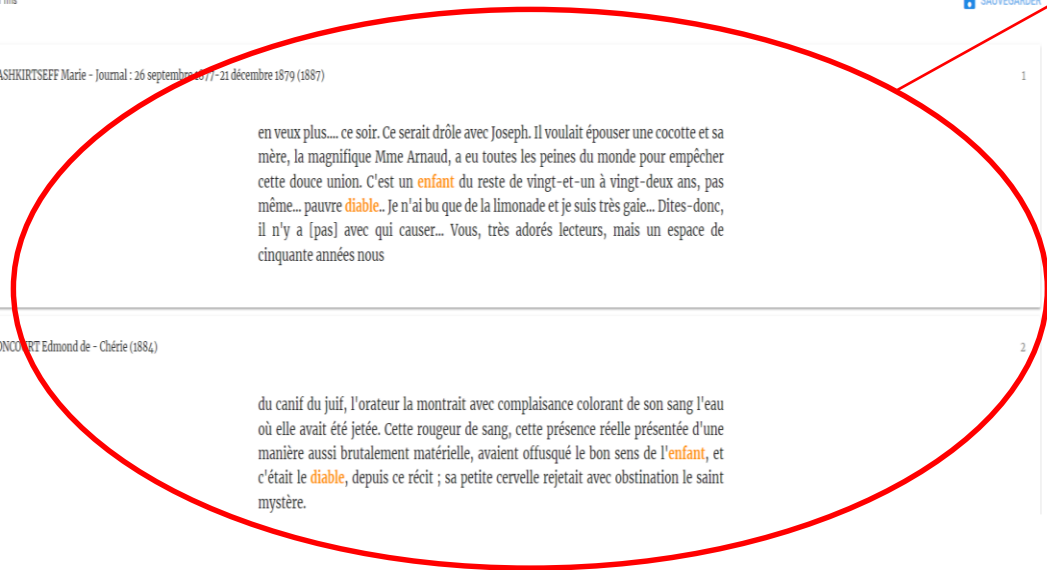 ms
SAUVEGARDER
ASHKIRTSEFF Marie - Journal : 26 septembre 1877-21 décembre 1879 (1887)
1
en veux plus.... ce soir. Ce serait drôle avec Joseph. Il voulait épouser une cocotte et sa
mère, la magnifique Mme Arnaud, a eu toutes les peines du monde pour empêcher
cette douce union. C'est un enfant du reste de vingt-et-un à vingt-deux ans, pas
même... pauvre diable.. Je n'ai bu que de la limonade et je suis très gaie... Dites-donc,
il n'y a [pas] avec qui causer... Vous, très adorés lecteurs, mais un espace de
cinquante années nous
ONCOURT Edmond de - Chérie (1884)
2
du canif du juif, l'orateur la montrait avec complaisance colorant de son sang l'eau
où elle avait été jetée. Cette rougeur de sang, cette présence réelle présentée d'une
manière aussi brutalement matérielle, avaient offusqué le bon sens de l'enfant, et
c'était le diable, depuis ce récit ; sa petite cervelle rejetait avec obstination le saint
mystère.